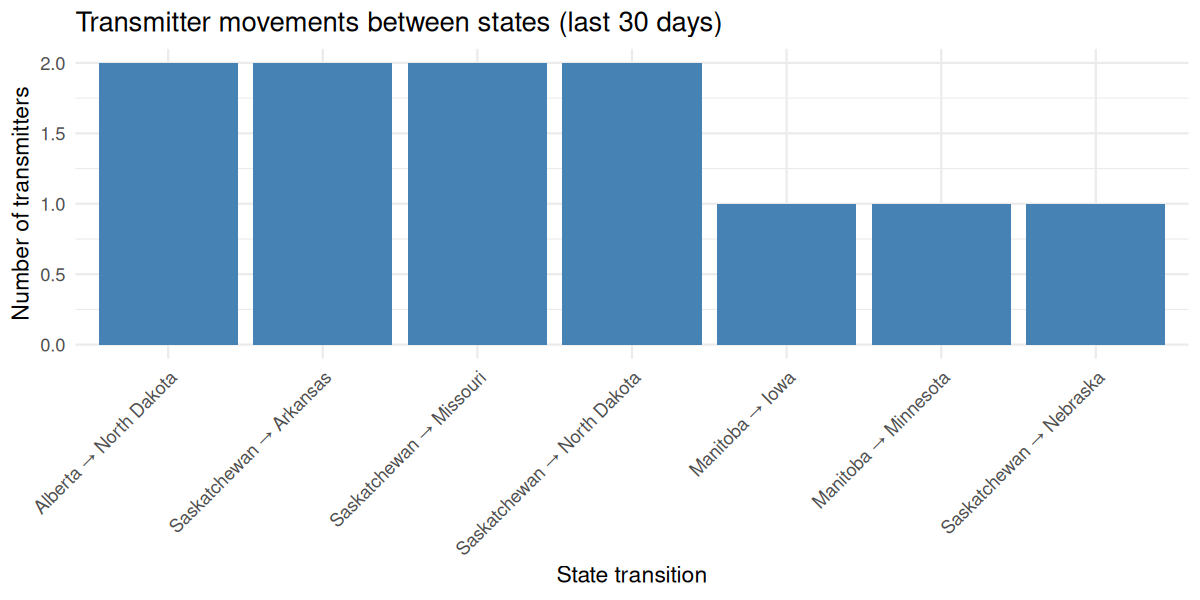 Transmitter movements between states (last 30 days)
Number of transmitters
2.0
1.5
1.0
0.5
0.0
Alberta → North Dakota
Saskatchewan → Arkansas
Saskatchewan → Missouri
Saskatchewan → North Dakota
Manitoba → Iowa
Manitoba → Minnesota
Saskatchewan → Nebraska
State transition